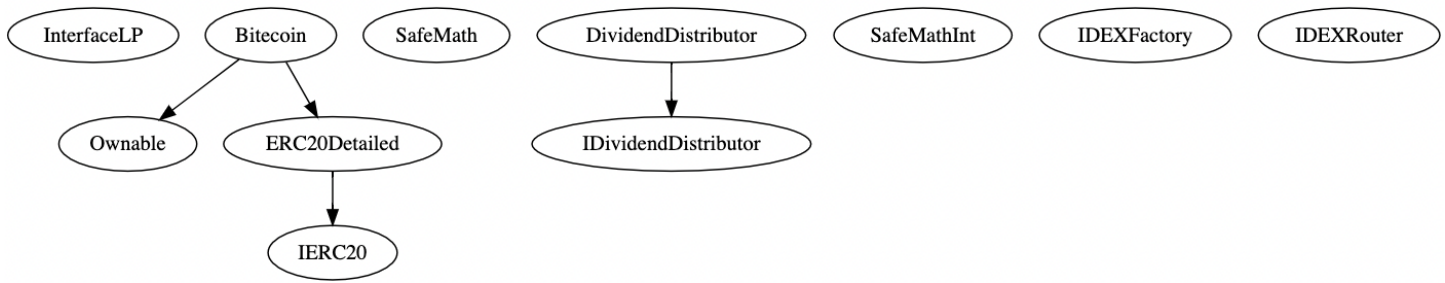 InterfaceLP
Bitecoin
SafeMath
DividendDistributor
SafeMathInt
IDEXFactory
IDEXRouter
Ownable
ERC20Detailed
IDividendDistributor
IERC20